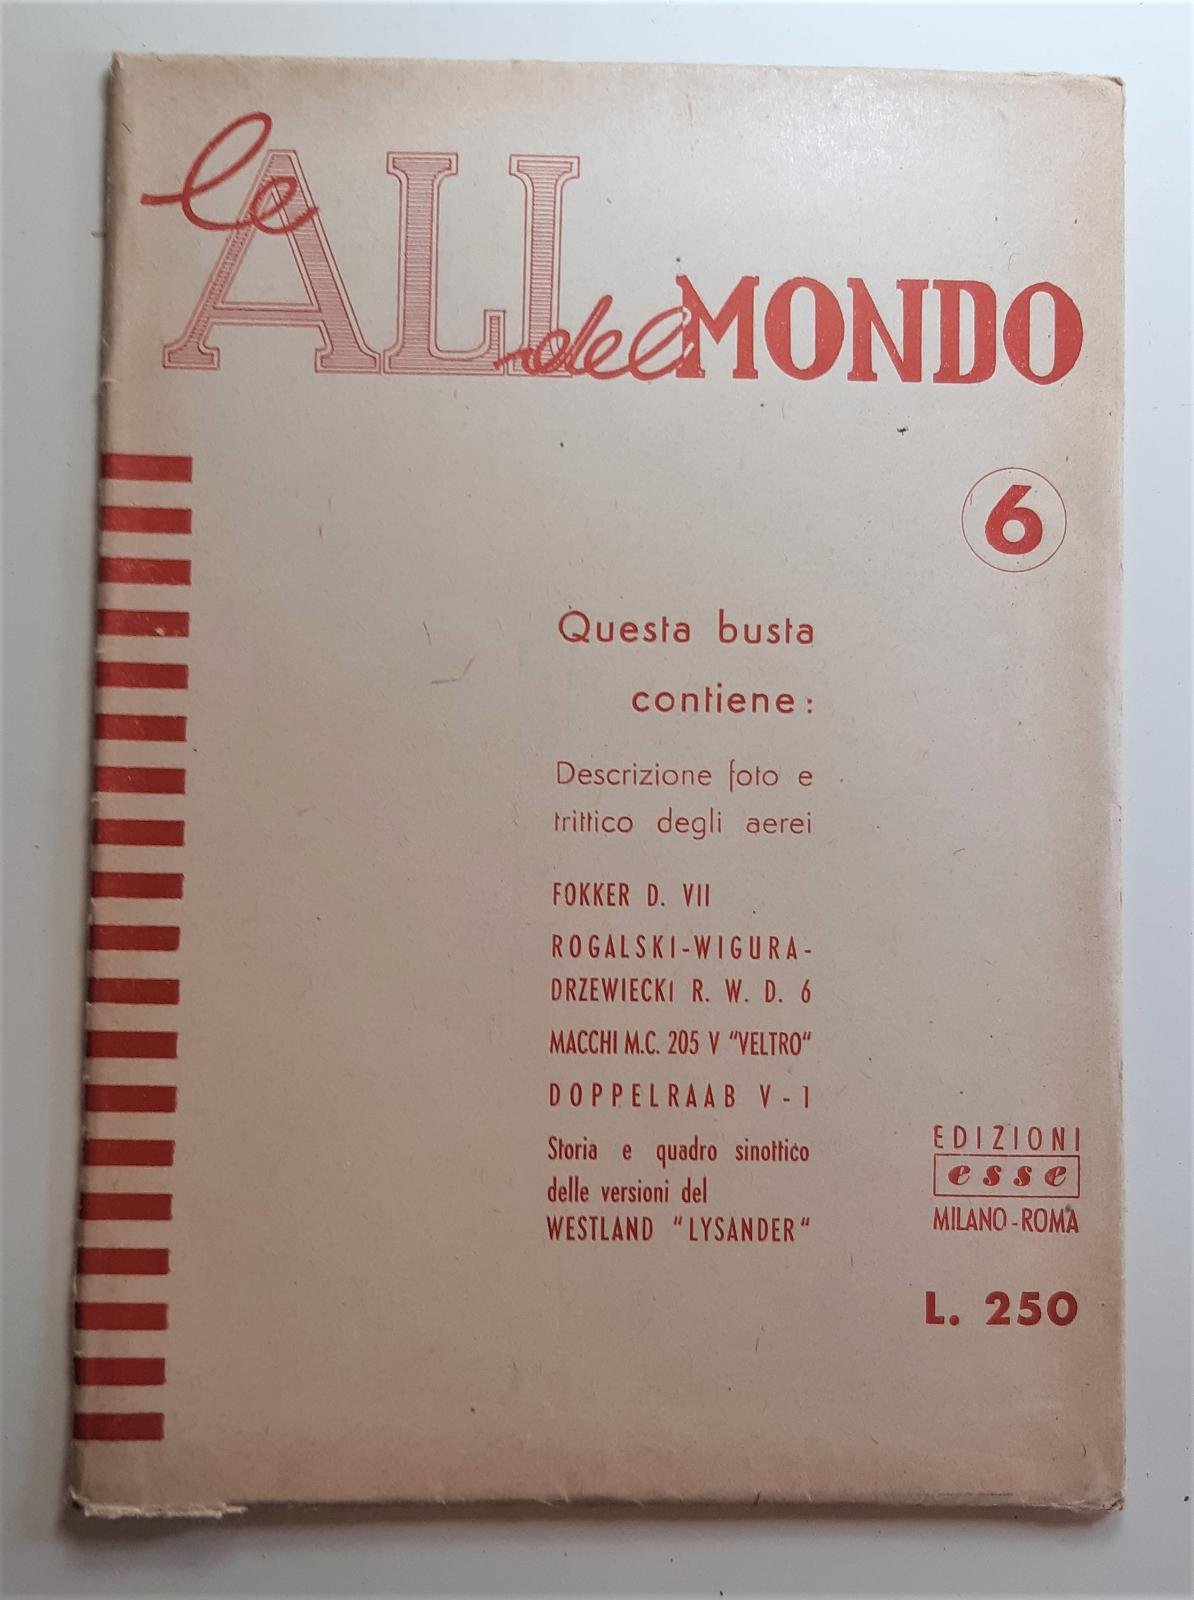 le ALI del MONDO
6
Questa busta
contiene:
Descrizione foto e
trittico degli aerei
FOKKER D. VII
ROGALSKI-WIGURA-
DRZEWIECKI R. W. D. 6
MACCHI M.C. 205 V "VELTRO"
DOPPELRAAB V-1
Storia e quadro sinottico
delle versioni del
WESTLAND "LYSANDER"
EDIZIONI
esse
MILANO-ROMA
L. 250